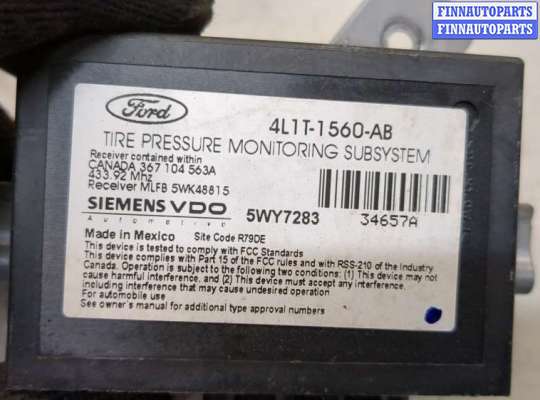 FINNAUTOPARTS
FINNAUTOPARTS
Ford
4L1T-1560-AB
TIRE PRESSURE MONITORING SUBSYSTEM
Receiver contained within
CANADA 367 104 563A
433.92 Mhz
Receiver MLFB 5WK48815
SIEMENS VDO
Automotive
5WY7283
34657A
Made in Mexico Site Code R79DE
This device is tested to comply with FCC Standards
This device complies with Part 15 of the FCC rules and with RSS-210 of the Industry
Canada. Operation is subject to the following two conditions: (1) This device may not
cause harmful interference, and (2) This device must accept any interference
including interference that may cause undesired operation
For automobile use
See owner's manual for additional type approval numbers